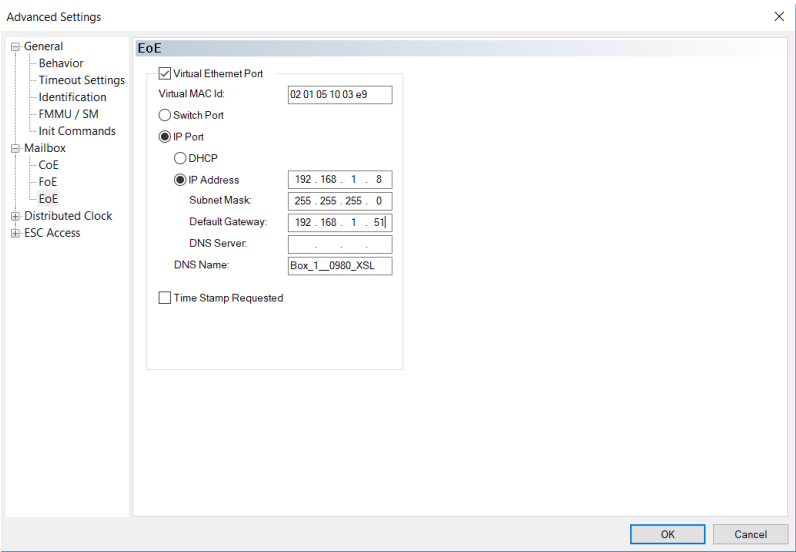 Advanced Settings
General
Behavior
Timeout Settings
Identification
FMMU / SM
Init Commands
Mailbox
CoE
FoE
EoE
Distributed Clock
ESC Access
EoE
Virtual Ethernet Port
Virtual MAC Id: 02 01 05 10 03 e9
Switch Port
IP Port
DHCP
IP Address 192 . 168 . 1 . 8
Subnet Mask: 255 . 255 . 255 . 0
Default Gateway: 192 . 168 . 1 . 51
DNS Server: . . .
DNS Name: Box_1__0980_XSL
Time Stamp Requested
OK Cancel